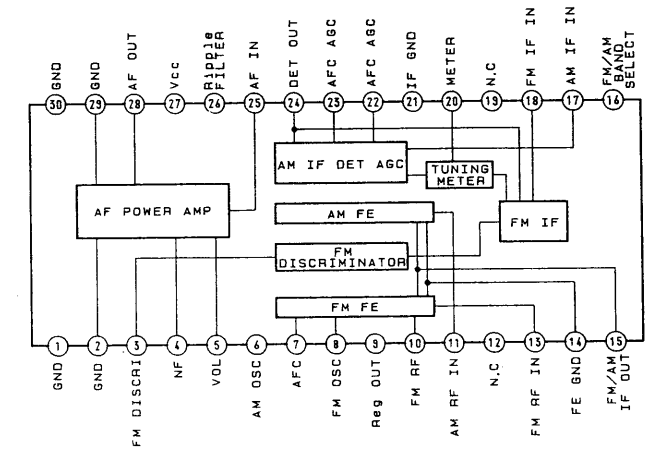 GND
GND
AF OUT
Vcc
Ripple
FILTER
AF IN
DET OUT
AFC AGC
AFC AGC
IF GND
METER
N.C
FM IF IN
AM IF IN
FM/AM
BAND
SELECT
30
29
28
27
26
25
24
23
22
21
20
19
18
17
16
AM IF DET AGC
TUNING
METER
AF POWER AMP
AM FE
FM IF
FM
DISCRIMINATOR
FM FE
1
2
3
4
5
6
7
8
9
10
11
12
13
14
15
GND
GND
FM DISCRI
NF
VOL
AM OSC
AFC
FM OSC
Reg OUT
FM RF
AM RF IN
N.C
FM RF IN
FE GND
FM/AM
IF OUT